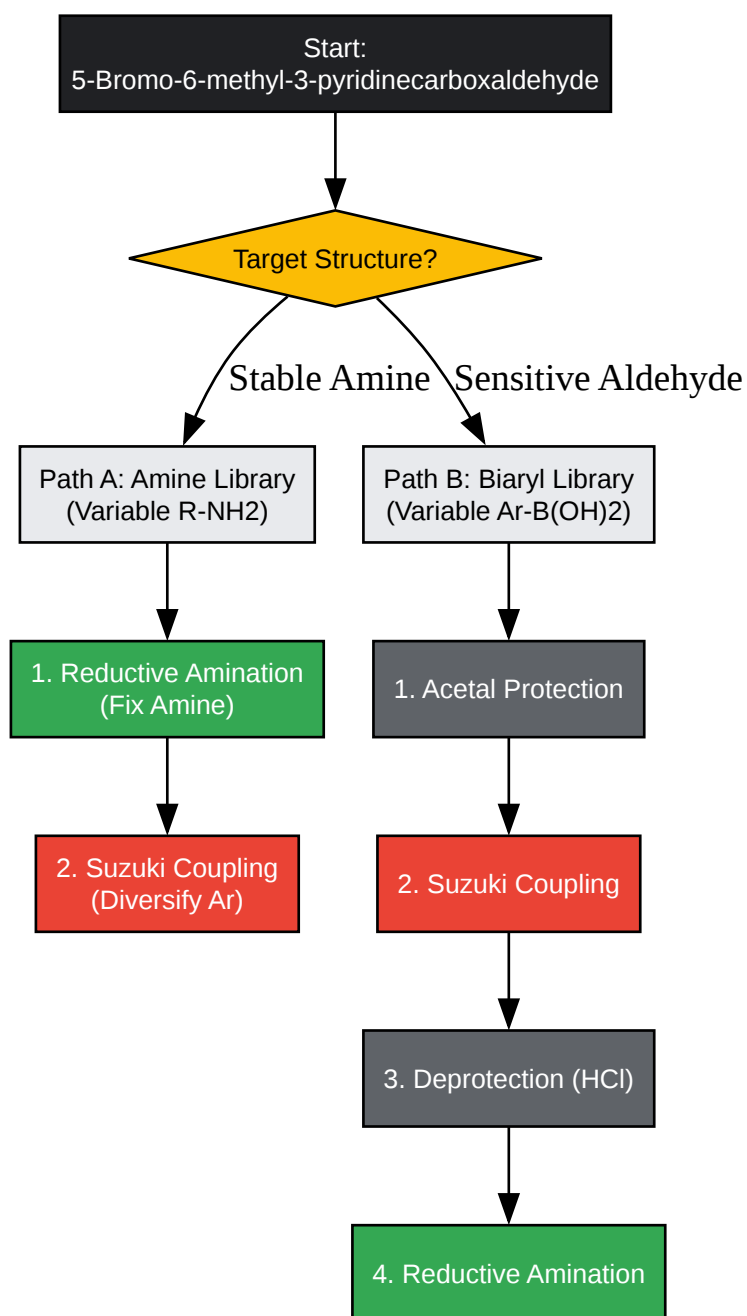 Start:
5-Bromo-6-methyl-3-pyridinecarboxaldehyde
Target Structure?
Stable Amine
Sensitive Aldehyde
Path A: Amine Library
(Variable R-NH2)
Path B: Biaryl Library
(Variable Ar-B(OH)2)
1. Reductive Amination
(Fix Amine)
1. Acetal Protection
2. Suzuki Coupling
(Diversify Ar)
2. Suzuki Coupling
3. Deprotection (HCl)
4. Reductive Amination